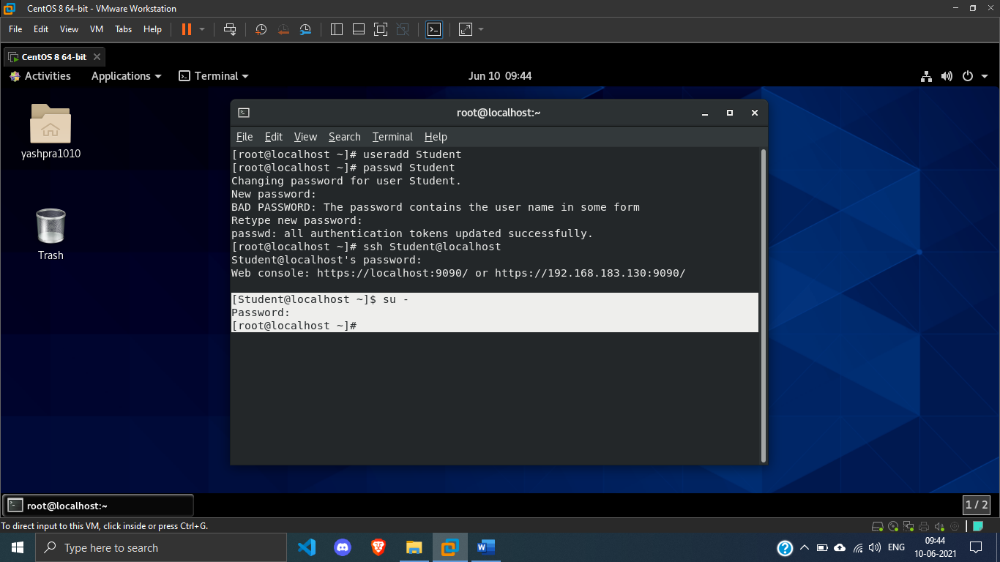 CentOS 8 64-bit - VMware Workstation
File Edit View VM Tabs Help
CentOS 8 64-bit
Activities Applications Terminal Jun 10 09:44
yashpra1010
Trash
root@localhost:~
File Edit View Search Terminal Help
[root@localhost ~]# useradd Student
[root@localhost ~]# passwd Student
Changing password for user Student.
New password:
BAD PASSWORD: The password contains the user name in some form
Retype new password:
passwd: all authentication tokens updated successfully.
[root@localhost ~]# ssh Student@localhost
Student@localhost's password:
Web console: https://localhost:9090/ or https://192.168.183.130:9090/
[Student@localhost ~]$ su -
Password:
[root@localhost ~]#
root@localhost:~
1 / 2
To direct input to this VM, click inside or press Ctrl+G.
Type here to search
ENG
09:44
10-06-2021